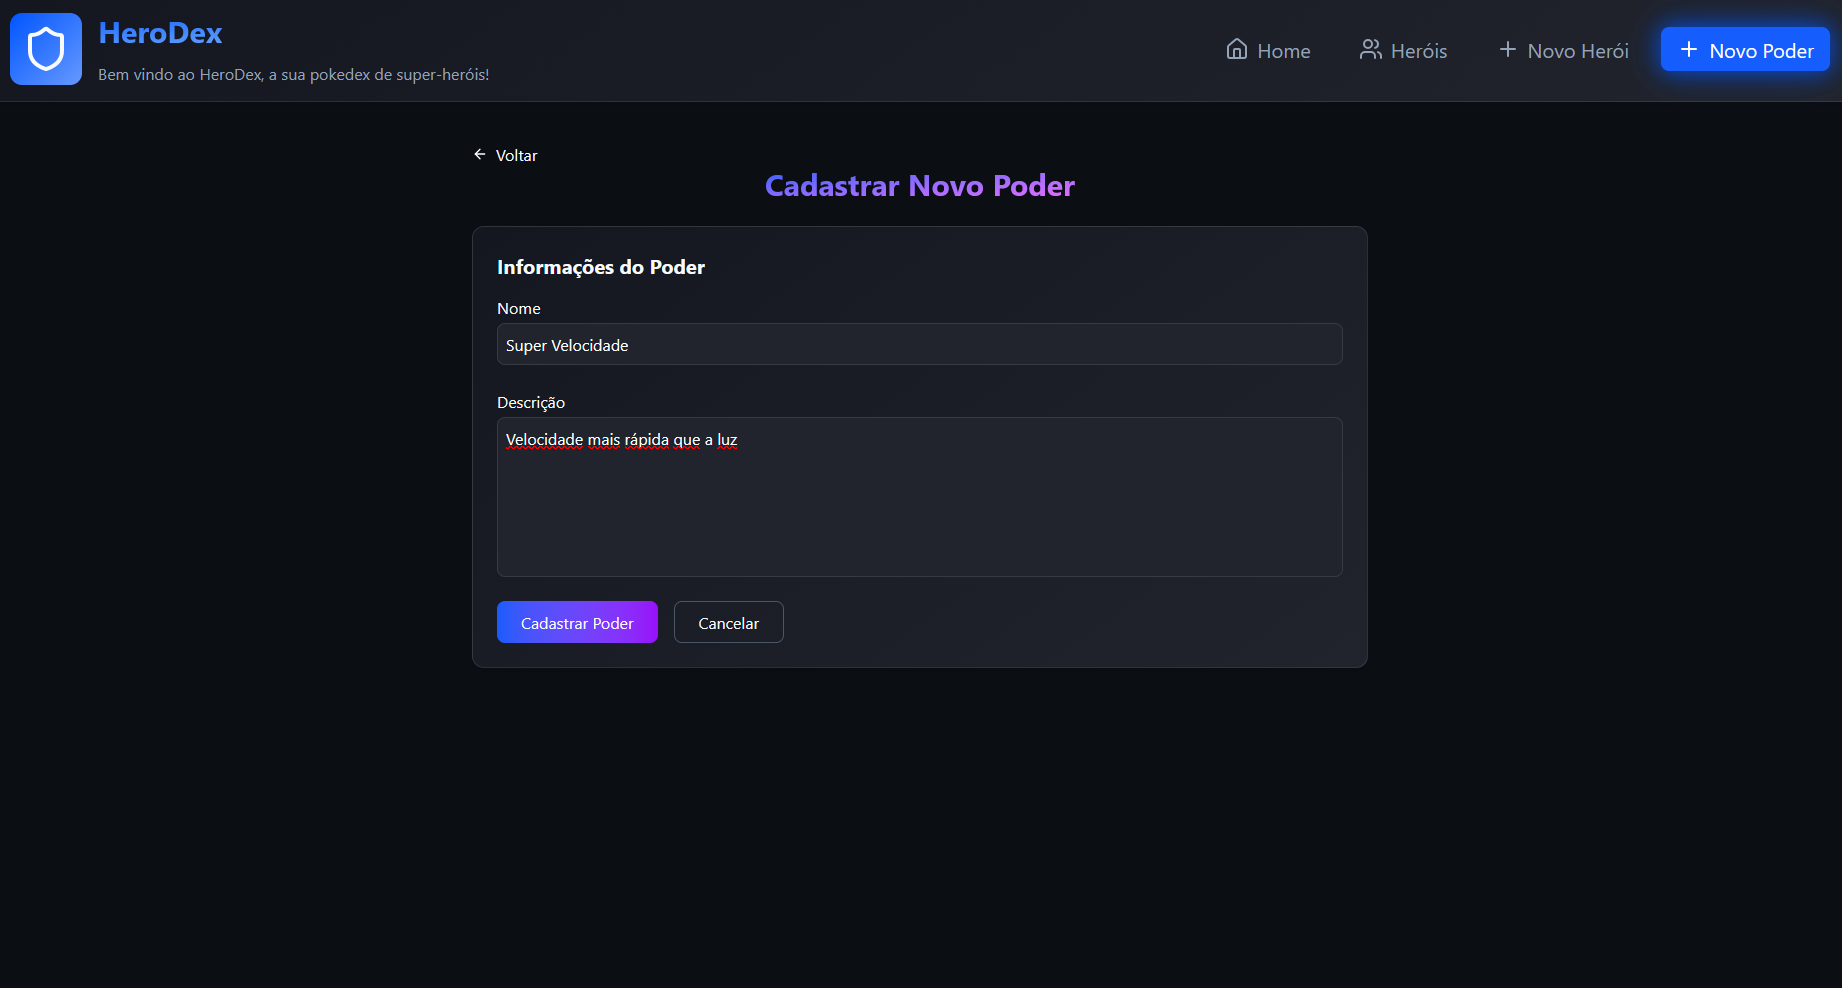 HeroDex
Bem vindo ao HeroDex, a sua pokedex de super-heróis!
Home
Heróis
Novo Herói
Novo Poder
Voltar
Cadastrar Novo Poder
Informações do Poder
Nome
Super Velocidade
Descrição
Velocidade mais rápida que a luz
Cadastrar Poder
Cancelar